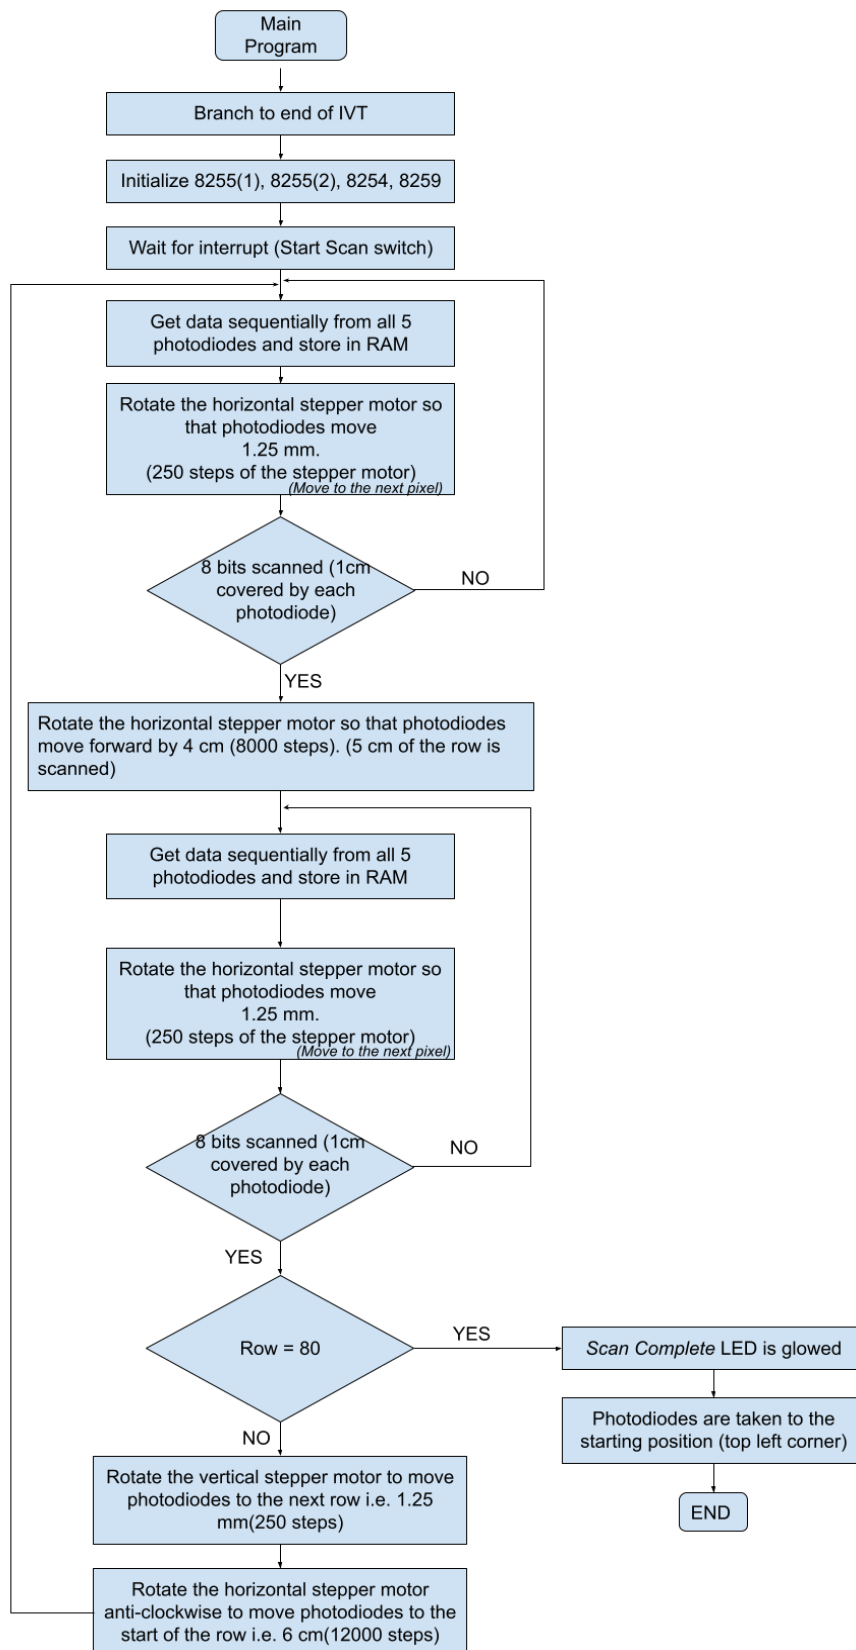 Main
Program
Branch to end of IVT
Initialize 8255(1), 8255(2), 8254, 8259
Wait for interrupt (Start Scan switch)
Get data sequentially from all 5
photodiodes and store in RAM
Rotate the horizontal stepper motor so
that photodiodes move
1.25 mm.
(250 steps of the stepper motor)
(Move to the next pixel)
8 bits scanned (1cm
covered by each
photodiode)
NO
YES
Rotate the horizontal stepper motor so that photodiodes
move forward by 4 cm (8000 steps). (5 cm of the row is
scanned)
Get data sequentially from all 5
photodiodes and store in RAM
Rotate the horizontal stepper motor so
that photodiodes move
1.25 mm.
(250 steps of the stepper motor)
(Move to the next pixel)
8 bits scanned (1cm
covered by each
photodiode)
NO
YES
Row = 80
YES
Scan Complete LED is glowed
Photodiodes are taken to the
starting position (top left corner)
END
NO
Rotate the vertical stepper motor to move
photodiodes to the next row i.e. 1.25
mm(250 steps)
Rotate the horizontal stepper motor
anti-clockwise to move photodiodes to the
start of the row i.e. 6 cm(12000 steps)